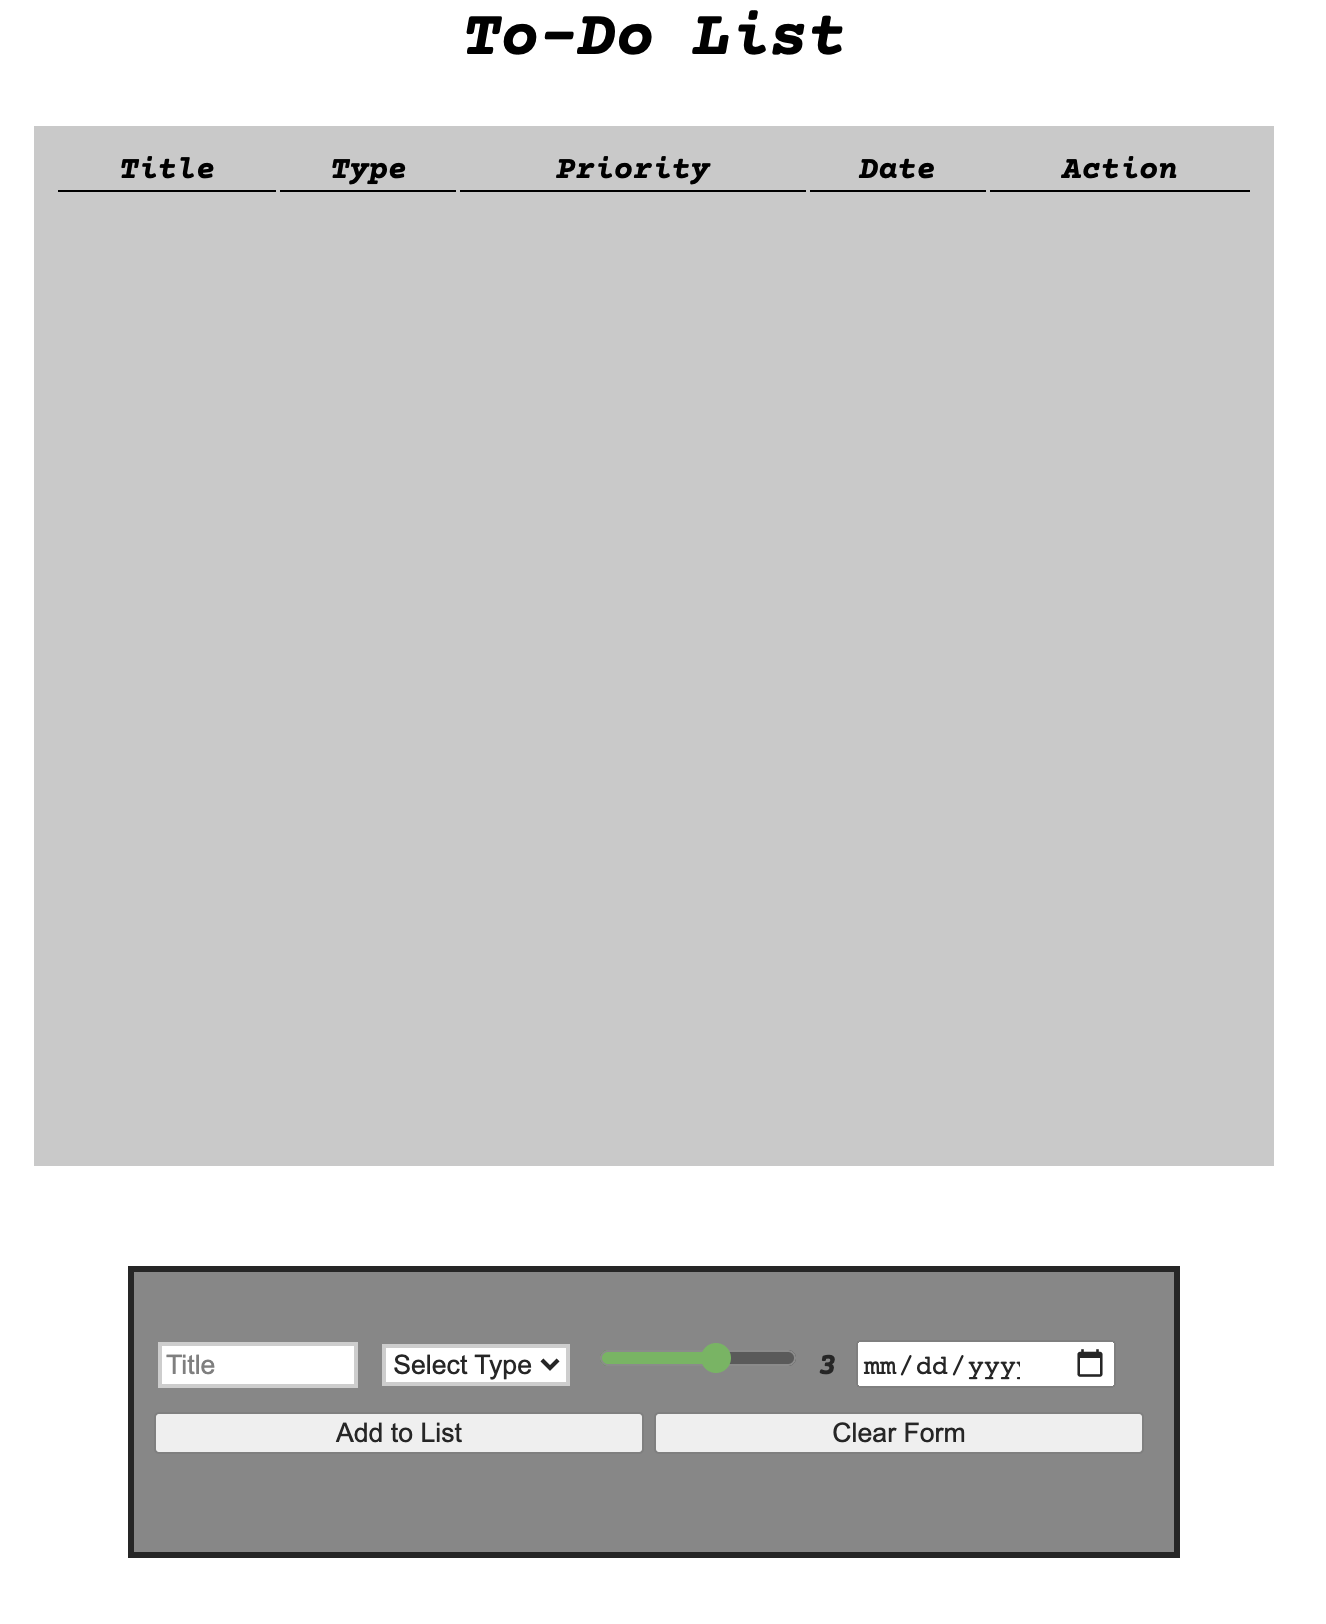 To-Do List
Title Type Priority Date Action
Title Select Type 3 mm/dd/yyyy
Add to List Clear Form